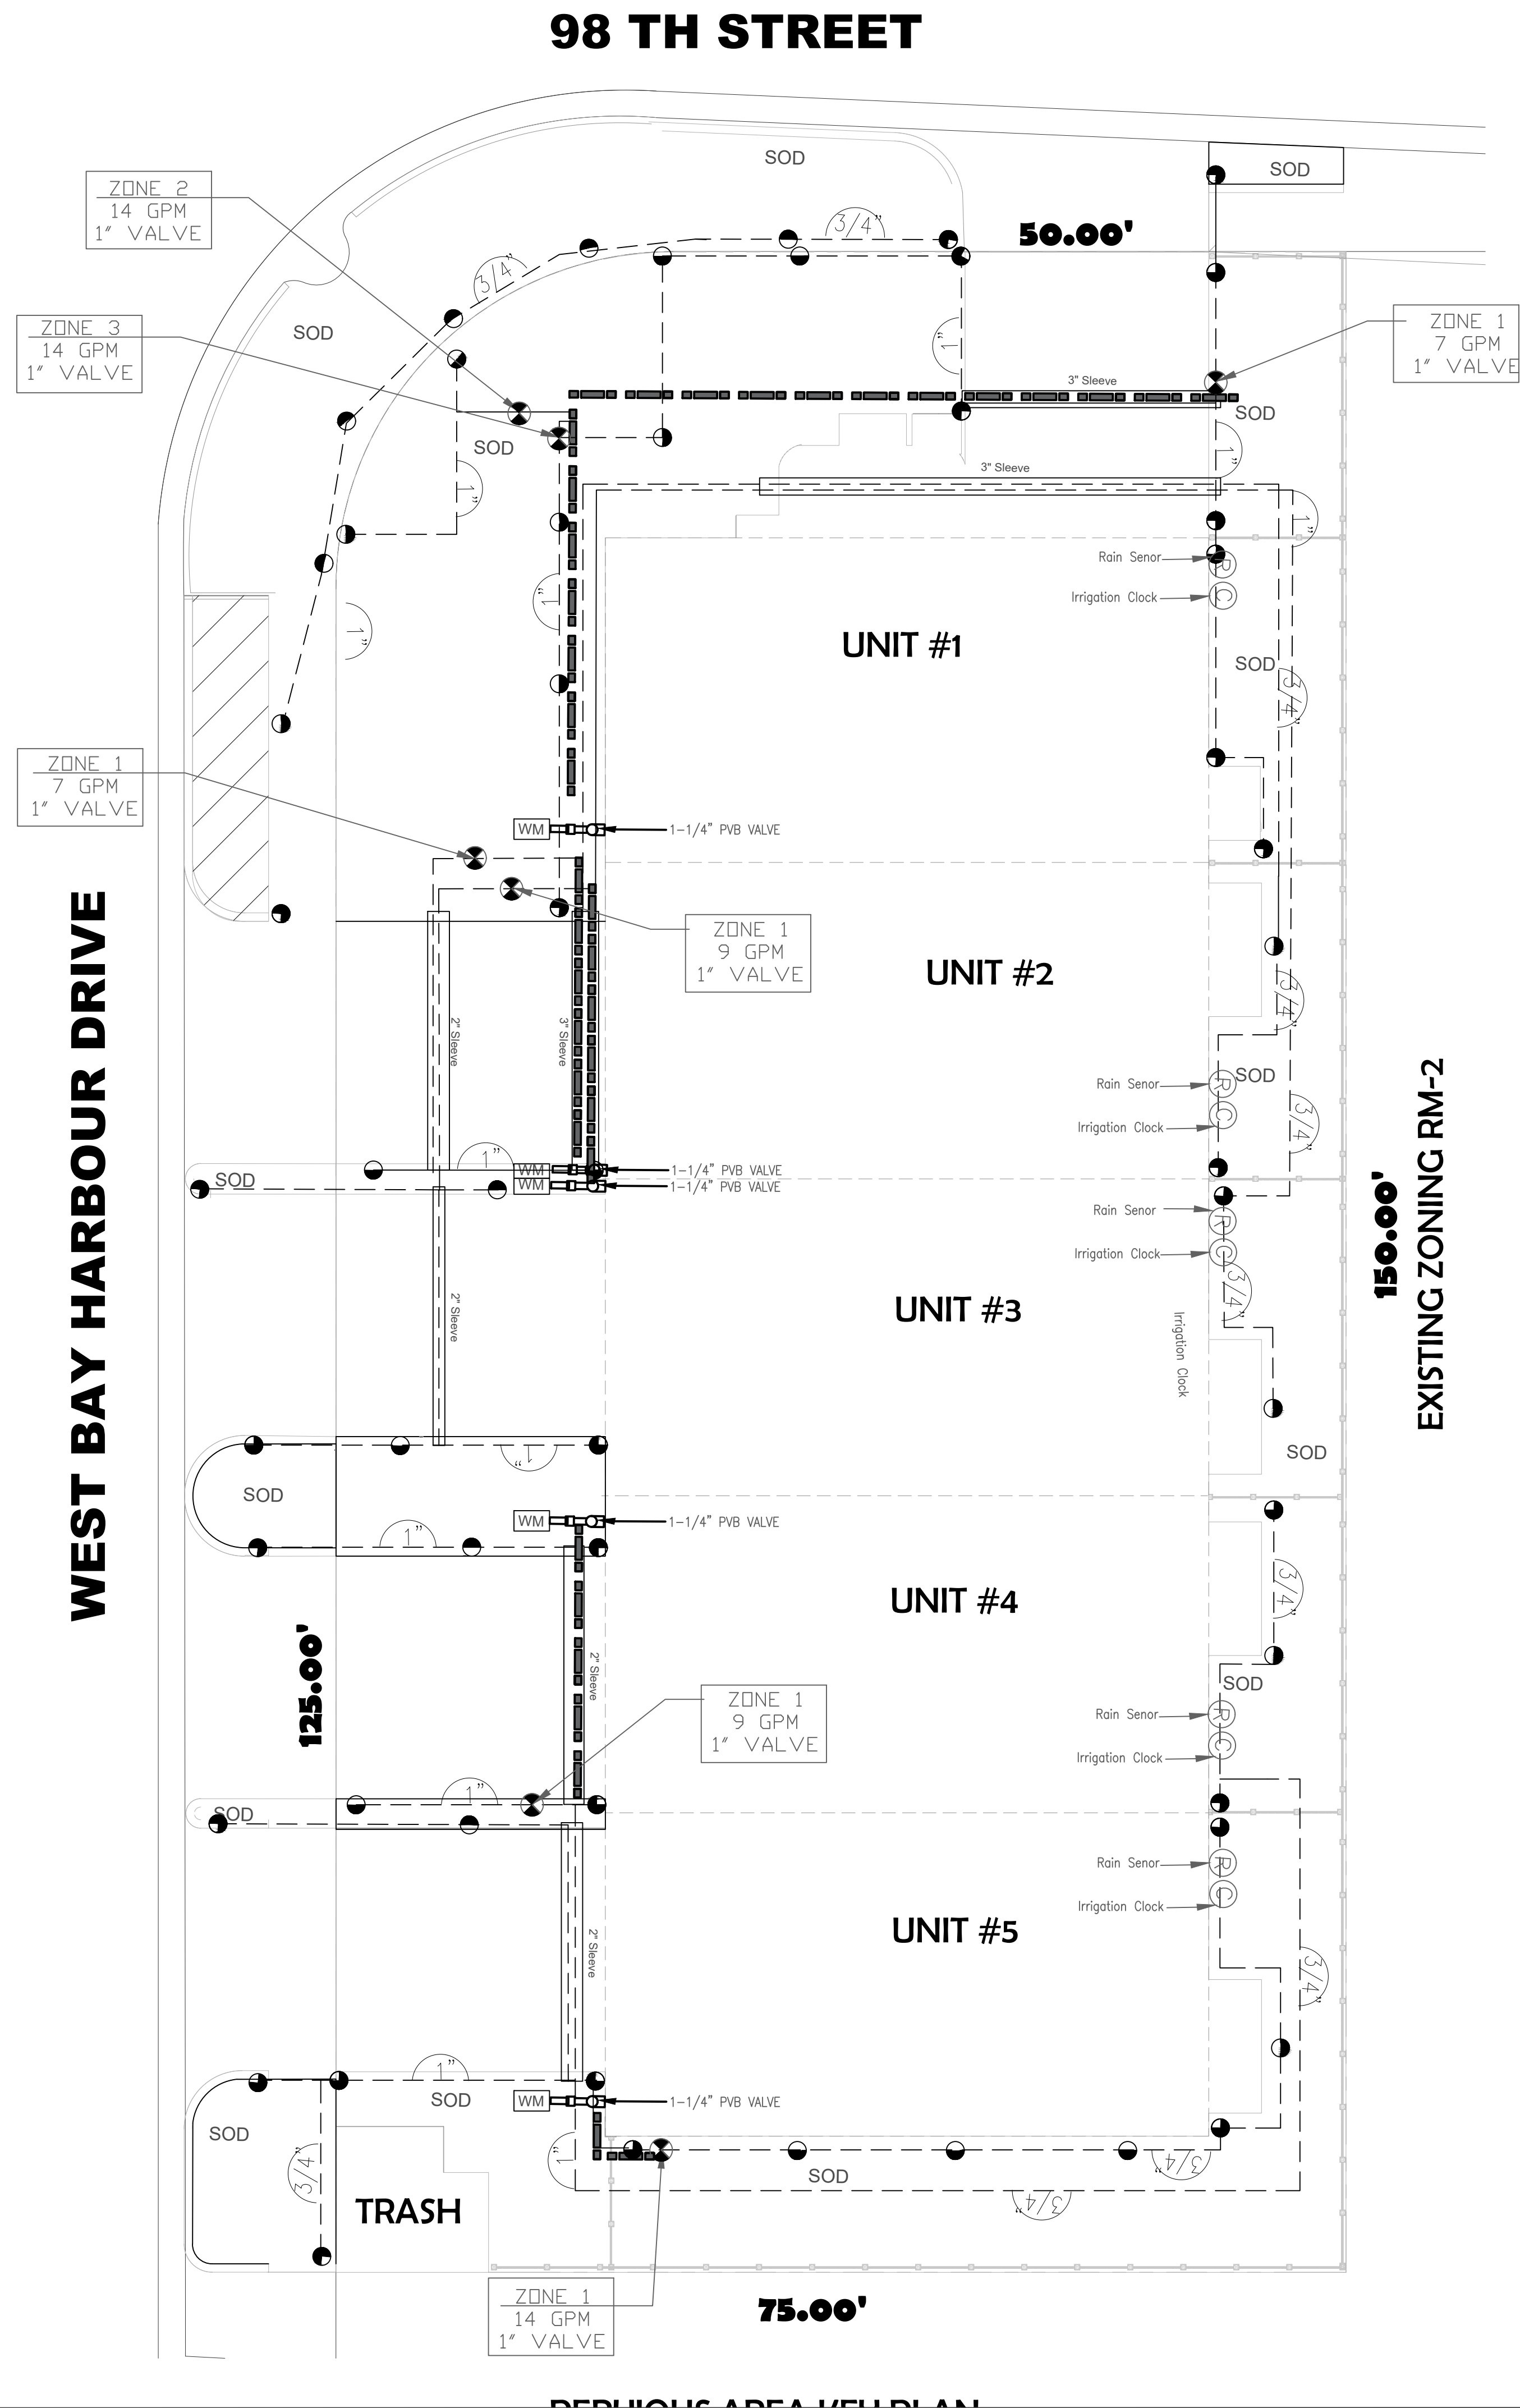 98 TH STREET
SOD
SOD
ZONE 2
14 GPM
1" VALVE
3/4"
50.00'
3/4"
ZONE 3
14 GPM
1" VALVE
SOD
ZONE 1
7 GPM
1" VALVE
1"
3" Sleeve
SOD
SOD
1"
3" Sleeve
1"
1"
Rain Senor
R
Irrigation Clock
C
1"
1"
UNIT #1
SOD
3/4"
ZONE 1
7 GPM
1" VALVE
WM
1-1/4" PVB VALVE
ZONE 1
9 GPM
1" VALVE
UNIT #2
3/4"
WEST BAY HARBOUR DRIVE
2" Sleeve
3" Sleeve
Rain Senor
R
SOD
Irrigation Clock
C
3/4"
EXISTING ZONING RM-2
150.00'
SOD
1"
WM
1-1/4" PVB VALVE
WM
1-1/4" PVB VALVE
Rain Senor
R
Irrigation Clock
C
3/4"
2" Sleeve
UNIT #3
Irrigation Clock
SOD
1"
SOD
1"
WM
1-1/4" PVB VALVE
UNIT #4
3/4"
125.00'
2" Sleeve
SOD
ZONE 1
9 GPM
1" VALVE
Rain Senor
R
Irrigation Clock
C
1"
SOD
Rain Senor
R
Irrigation Clock
C
UNIT #5
2" Sleeve
3/4"
1"
SOD
WM
1-1/4" PVB VALVE
SOD
3/4"
1"
SOD
3/4"
3/4"
TRASH
ZONE 1
14 GPM
1" VALVE
75.00'